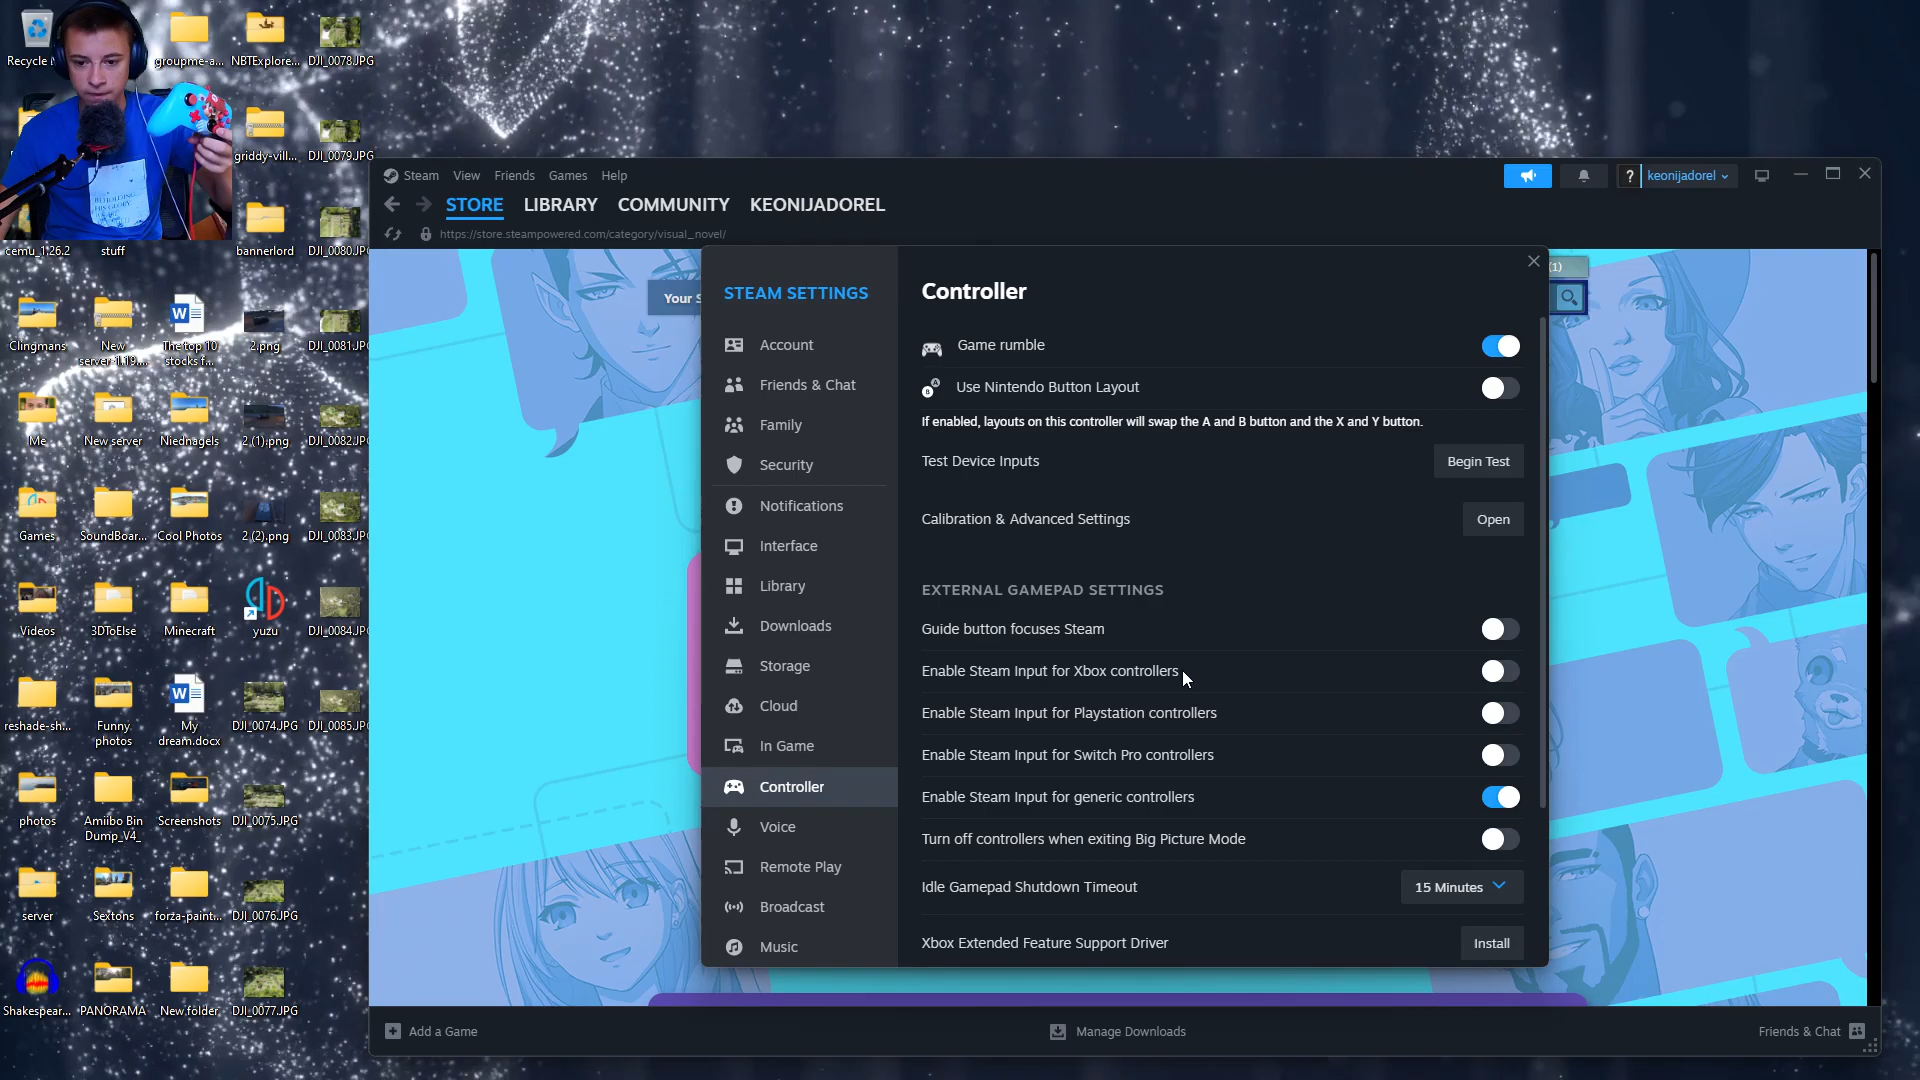 Recycle
groupme-a...
NBTExplore...
DJI_0078.JPG
griddy-vill...
DJI_0079.JPG
BEHOLDING
HIS GLORY
cemu_1.26.2
stuff
bannerlord
DJI_0080.JPG
Clingmans
New
server-1.19....
The top 10
stocks f...
2.png
DJI_0081.JPG
Me
New server
Niednagels
2 (1).png
DJI_0082.JPG
Games
SoundBoar...
Cool Photos
2 (2).png
DJI_0083.JPG
Videos
3DToElse
Minecraft
yuzu
DJI_0084.JPG
reshade-sh...
Funny
photos
My
dream.docx
DJI_0074.JPG
DJI_0085.JPG
photos
Amiibo Bin
Dump_V4_
Screenshots
DJI_0075.JPG
server
Sextons
forza-paint...
DJI_0076.JPG
Shakespear...
PANORAMA
New folder
DJI_0077.JPG
Steam View Friends Games Help
? keonijadorel
STORE LIBRARY COMMUNITY KEONIJADOREL
https://store.steampowered.com/category/visual_novel/
Your S
(1)
STEAM SETTINGS
Account
Friends & Chat
Family
Security
Notifications
Interface
Library
Downloads
Storage
Cloud
In Game
Controller
Voice
Remote Play
Broadcast
Music
Controller
Game rumble
A
B
Use Nintendo Button Layout
If enabled, layouts on this controller will swap the A and B button and the X and Y button.
Test Device Inputs
Begin Test
Calibration & Advanced Settings
Open
EXTERNAL GAMEPAD SETTINGS
Guide button focuses Steam
Enable Steam Input for Xbox controllers
Enable Steam Input for Playstation controllers
Enable Steam Input for Switch Pro controllers
Enable Steam Input for generic controllers
Turn off controllers when exiting Big Picture Mode
Idle Gamepad Shutdown Timeout
15 Minutes
Xbox Extended Feature Support Driver
Install
Add a Game
Manage Downloads
Friends & Chat